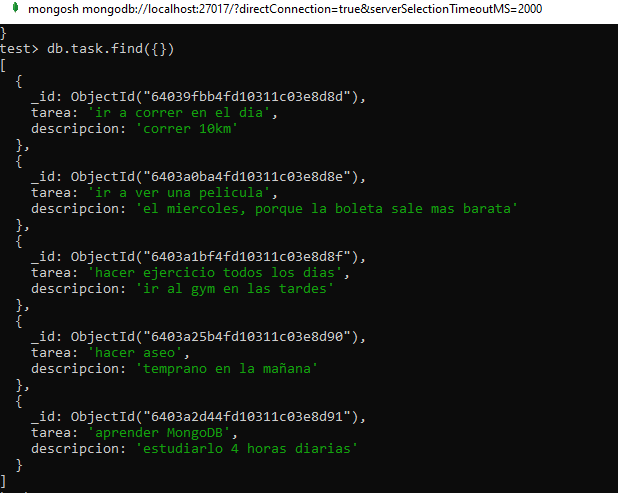 mongosh mongodb://localhost:27017/?directConnection=true&serverSelectionTimeoutMS=2000
}
test> db.task.find({})
[
  {
    _id: ObjectId("64039fbb4fd10311c03e8d8d"),
    tarea: 'ir a correr en el dia',
    descripcion: 'correr 10km'
  },
  {
    _id: ObjectId("6403a0ba4fd10311c03e8d8e"),
    tarea: 'ir a ver una pelicula',
    descripcion: 'el miercoles, porque la boleta sale mas barata'
  },
  {
    _id: ObjectId("6403a1bf4fd10311c03e8d8f"),
    tarea: 'hacer ejercicio todos los dias',
    descripcion: 'ir al gym en las tardes'
  },
  {
    _id: ObjectId("6403a25b4fd10311c03e8d90"),
    tarea: 'hacer aseo',
    descripcion: 'temprano en la mañana'
  },
  {
    _id: ObjectId("6403a2d44fd10311c03e8d91"),
    tarea: 'aprender MongoDB',
    descripcion: 'estudiarlo 4 horas diarias'
  }
]